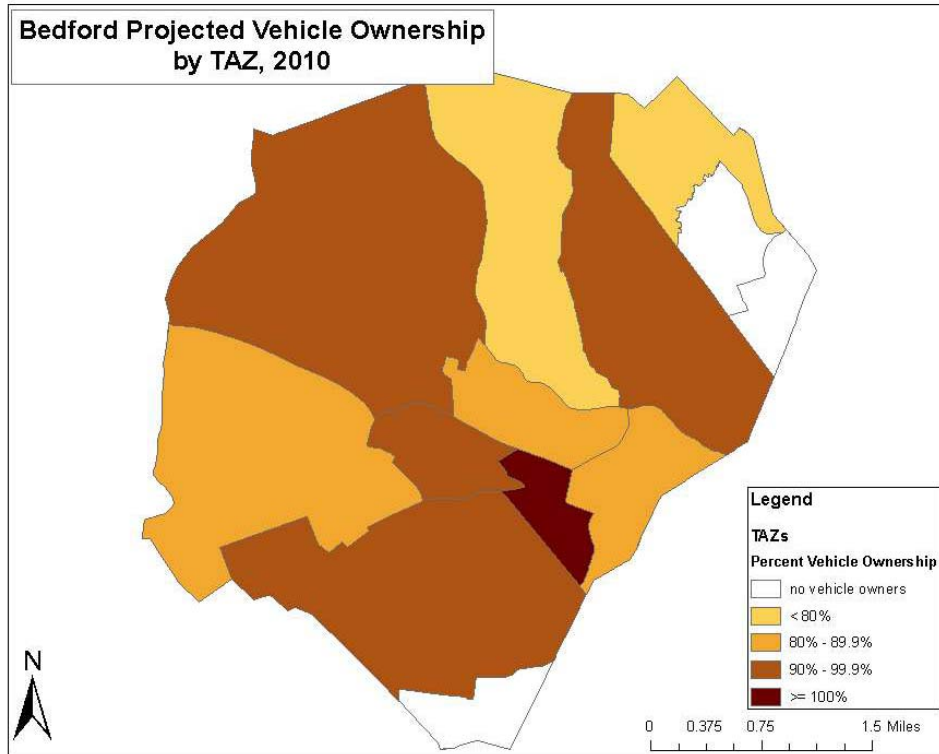 Bedford Projected Vehicle Ownership
by TAZ, 2010
Legend
TAZs
Percent Vehicle Ownership
no vehicle owners
< 80%
80% - 89.9%
90% - 99.9%
>= 100%
N
0 0.375 0.75 1.5 Miles